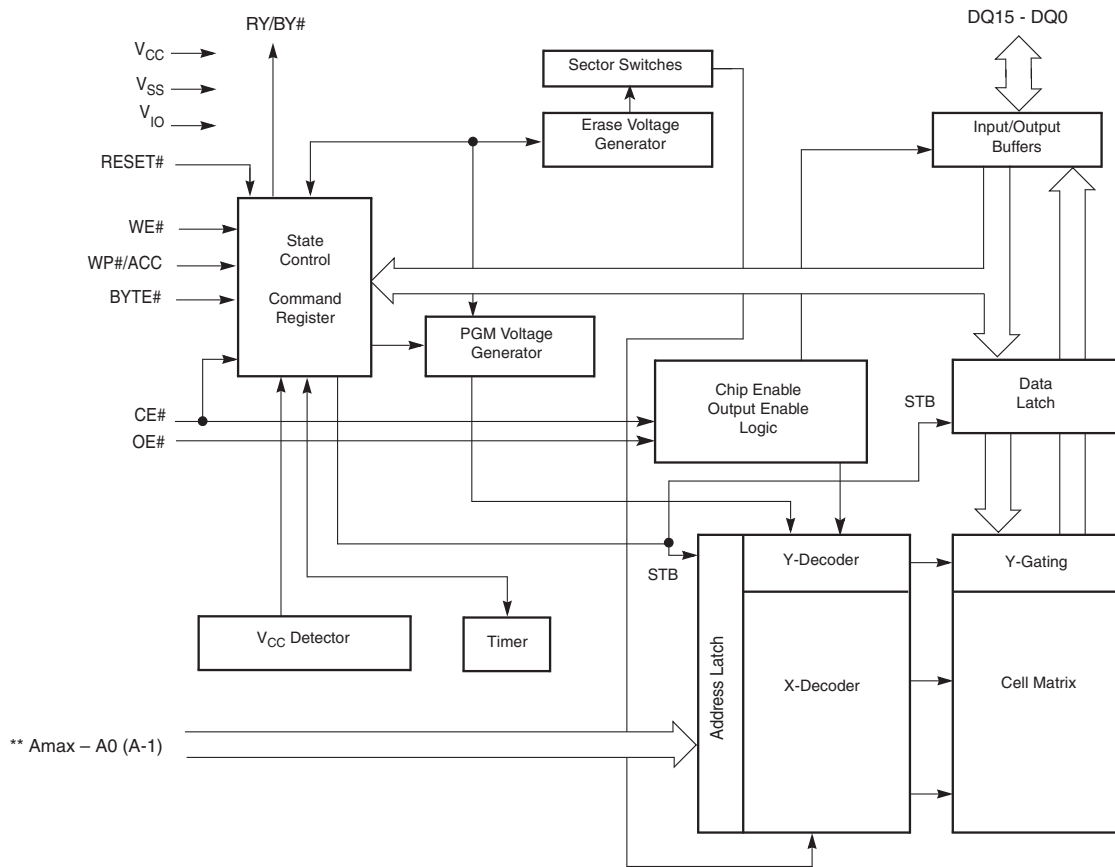 RY/BY#
DQ15 - DQ0
VCC
VSS
VIO
RESET#
WE#
WP#/ACC
BYTE#
CE#
OE#
Sector Switches
Erase Voltage
Generator
Input/Output
Buffers
State
Control
Command
Register
PGM Voltage
Generator
Chip Enable
Output Enable
Logic
STB
Data
Latch
STB
Y-Decoder
Y-Gating
VCC Detector
Timer
Address Latch
X-Decoder
Cell Matrix
** Amax – A0 (A-1)